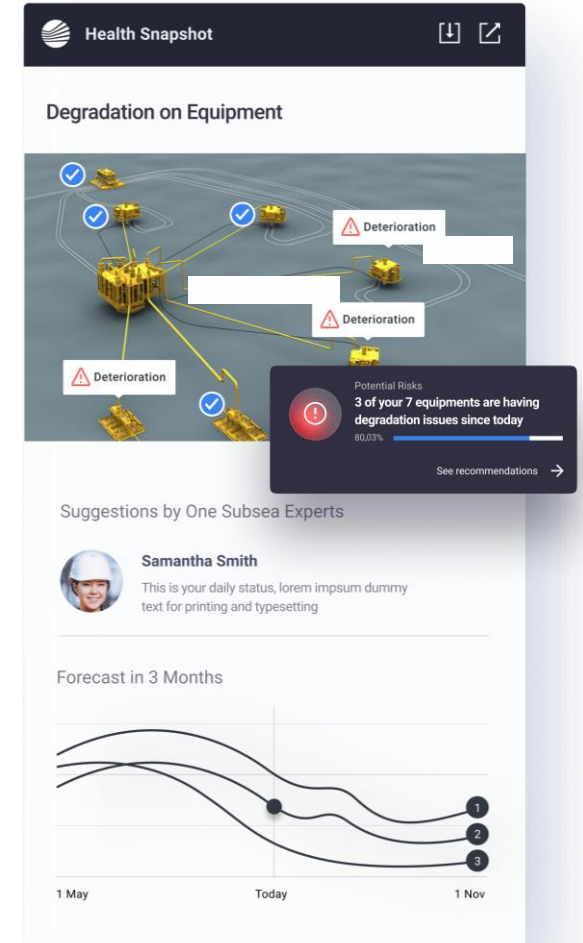 Health Snapshot
Degradation on Equipment
Deterioration
Deterioration
Deterioration
Potential Risks
3 of your 7 equipments are having
degradation issues since today
80,03%
See recommendations
Suggestions by One Subsea Experts
Samantha Smith
This is your daily status, lorem impsum dummy
text for printing and typesetting
Forecast in 3 Months
1
2
3
1 May Today 1 Nov